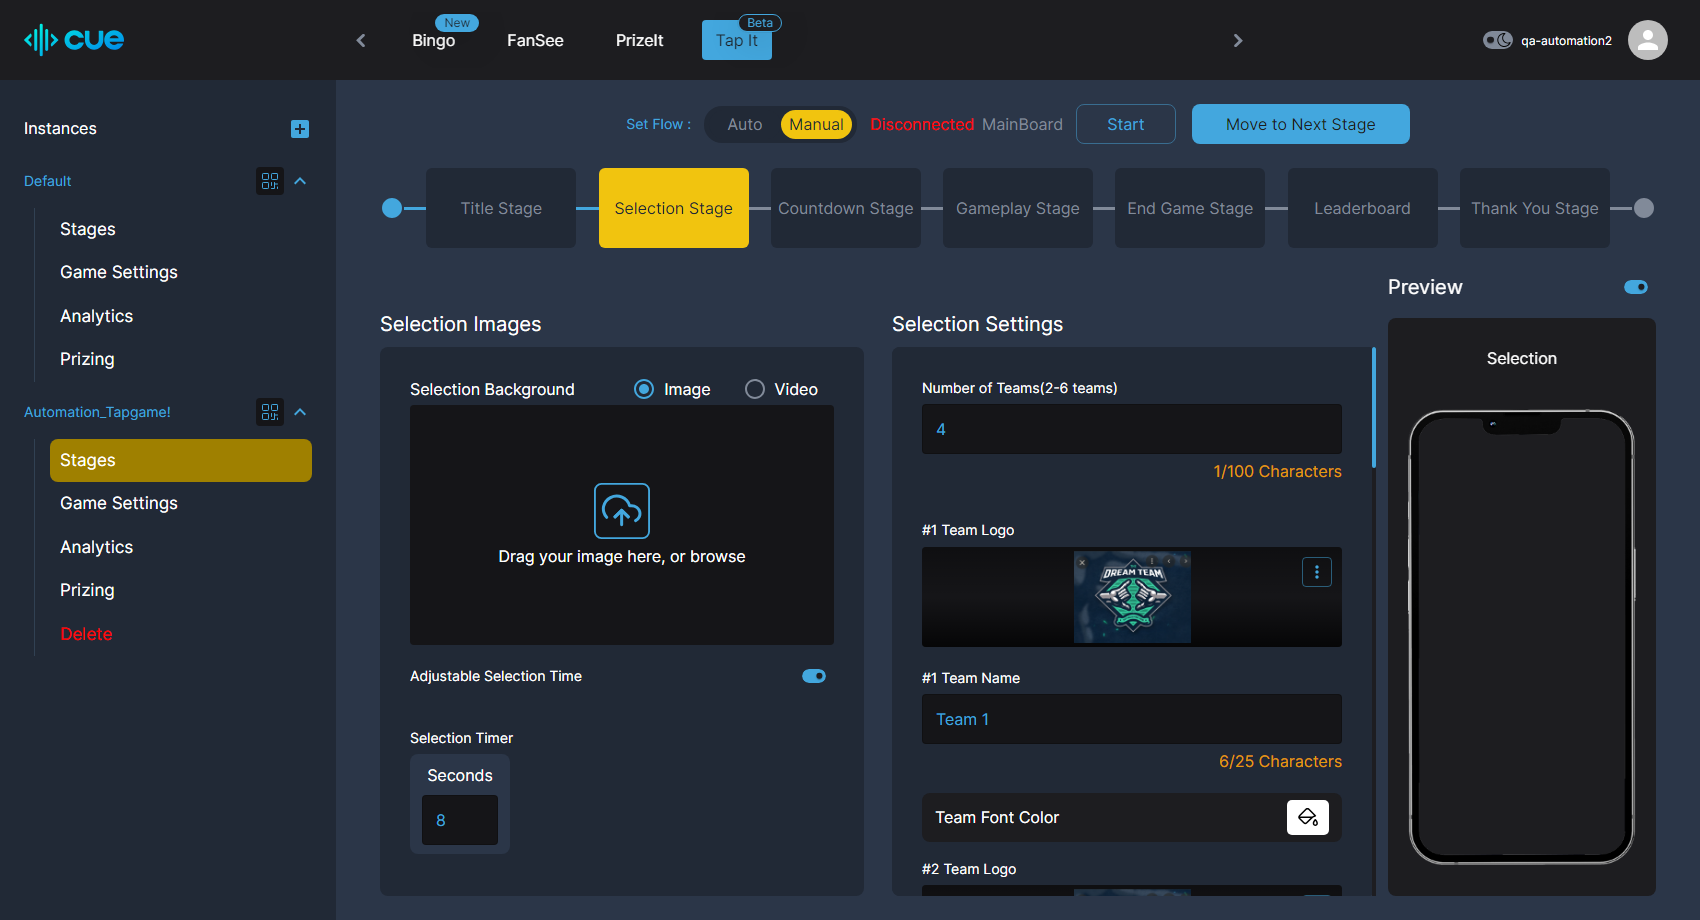 cue
Bingo
New
FanSee
PrizeIt
Tap It
Beta
qa-automation2
Instances
Default
Stages
Game Settings
Analytics
Prizing
Automation_Tapgame!
Stages
Game Settings
Analytics
Prizing
Delete
Set Flow :
Auto
Manual
Disconnected MainBoard
Start
Move to Next Stage
Title Stage
Selection Stage
Countdown Stage
Gameplay Stage
End Game Stage
Leaderboard
Thank You Stage
Selection Images
Selection Background
Image
Video
Drag your image here, or browse
Adjustable Selection Time
Selection Timer
Seconds
8
Selection Settings
Number of Teams(2-6 teams)
4
1/100 Characters
#1 Team Logo
DREAM TEAM
#1 Team Name
Team 1
6/25 Characters
Team Font Color
#2 Team Logo
Preview
Selection